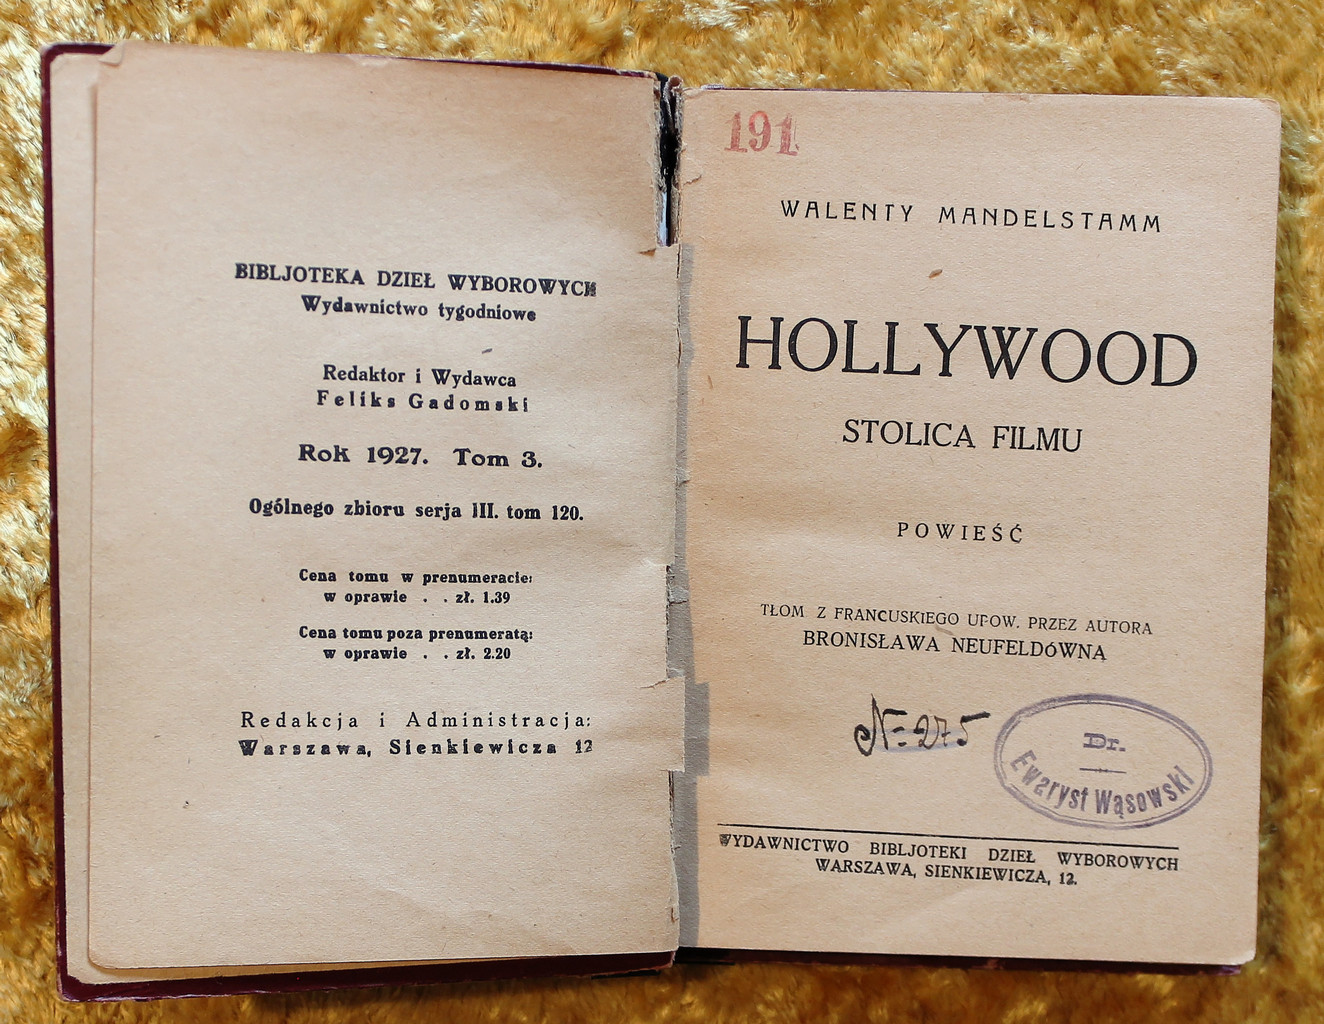 BIBLJOTEKA DZIEŁ WYBOROWYCH
Wydawnictwo tygodniowe
Redaktor i Wydawca
Feliks Gadomski
Rok 1927. Tom 3.
Ogólnego zbioru serja III. tom 120.
Cena tomu w prenumeracie:
w oprawie . . zł. 1.39
Cena tomu poza prenumeratą:
w oprawie . . zł. 2.20
Redakcja i Administracja:
Warszawa, Sienkiewicza 12
191
WALENTY MANDELSTAMM
HOLLYWOOD
STOLICA FILMU
POWIEŚĆ
TŁOM Z FRANCUSKIEGO UPOW. PRZEZ AUTORA
BRONISŁAWA NEUFELDÓWNA
№ 275
Dr.
Ewaryst Wąsowski
WYDAWNICTWO BIBLJOTEKI DZIEŁ WYBOROWYCH
WARSZAWA, SIENKIEWICZA, 12.